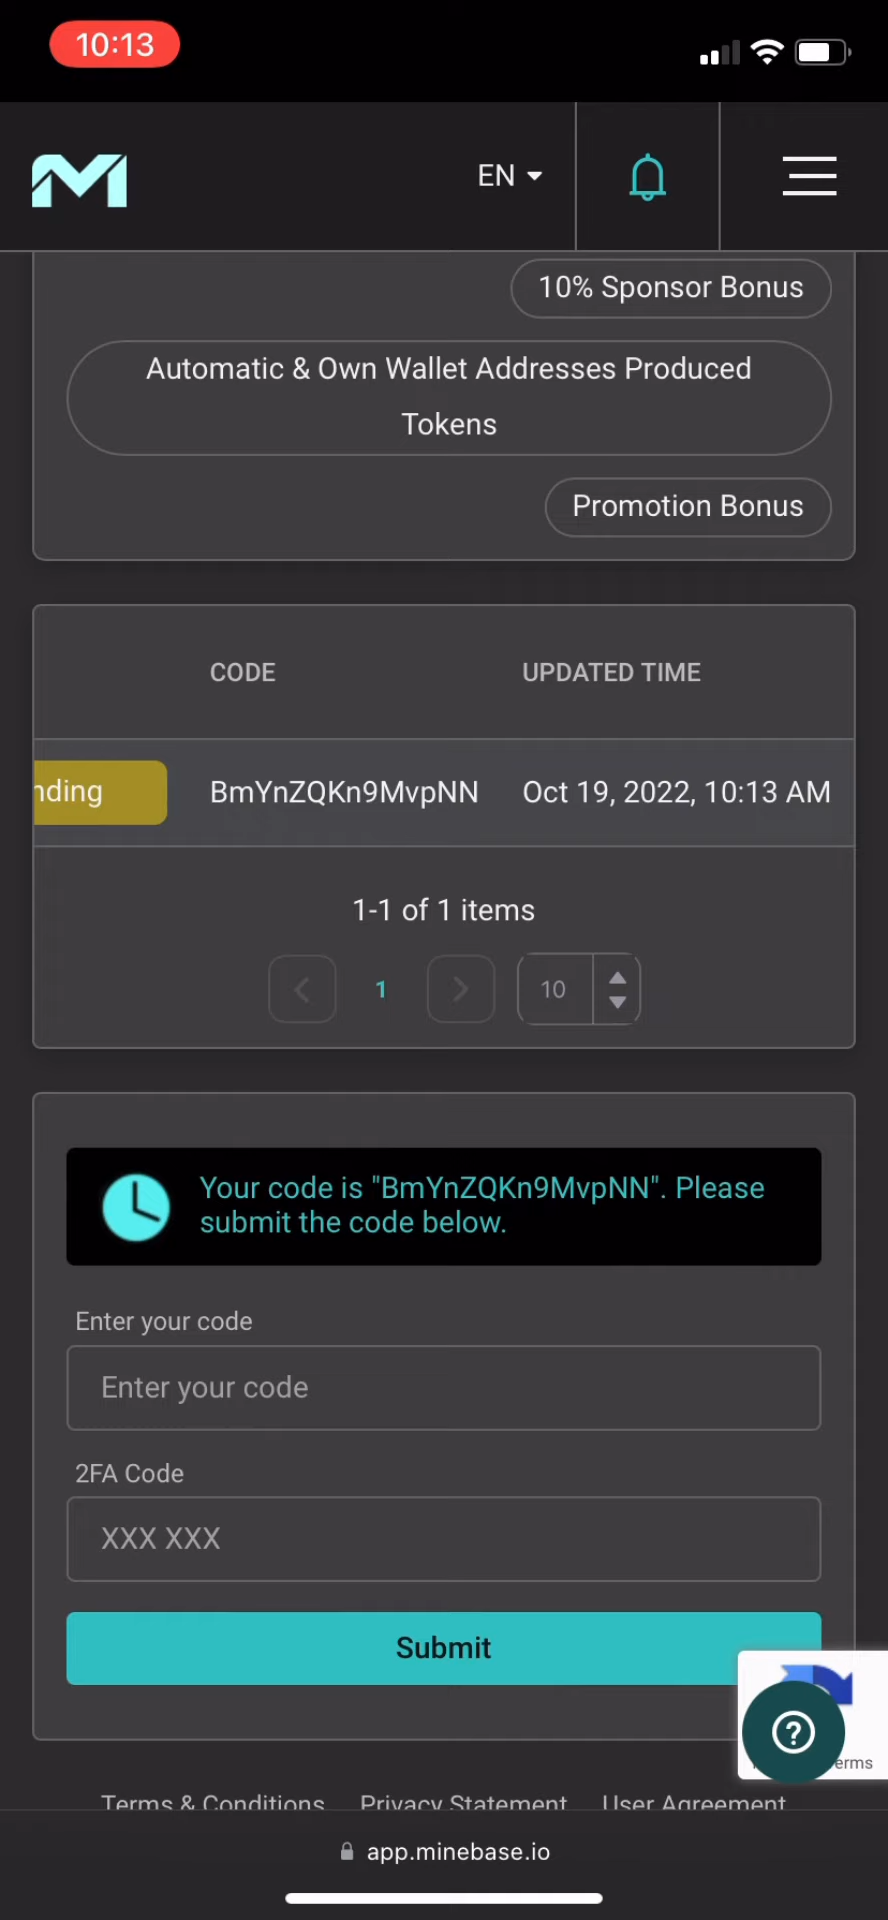 10:13
EN
10% Sponsor Bonus
Automatic & Own Wallet Addresses Produced
Tokens
Promotion Bonus
CODE UPDATED TIME
nding BmYnZQKn9MvpNN Oct 19, 2022, 10:13 AM
1-1 of 1 items
1 10
Your code is "BmYnZQKn9MvpNN". Please
submit the code below.
Enter your code
Enter your code
2FA Code
XXX XXX
Submit
erms
Terms & Conditions Privacy Statement User Agreement
app.minebase.io